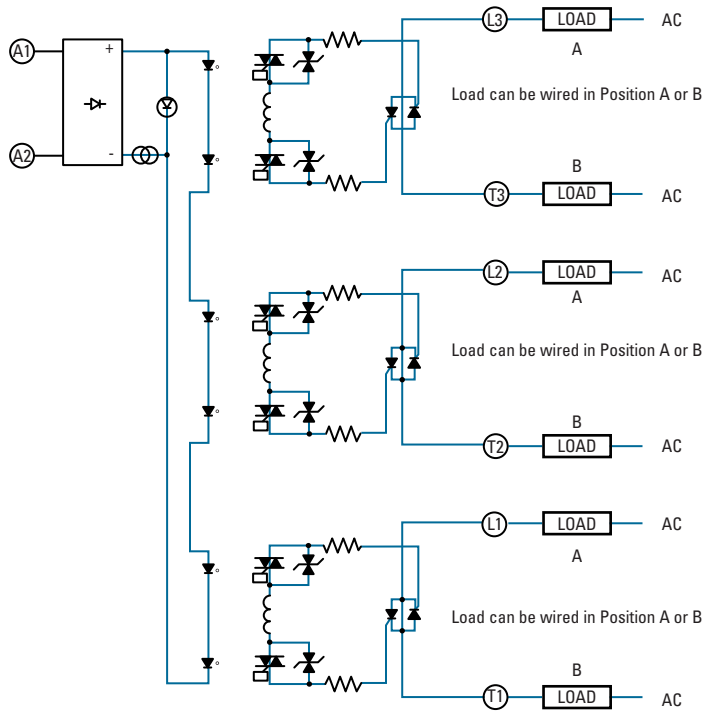 L3 LOAD AC
A1 +
A
Load can be wired in Position A or B
A2 -
B
T3 LOAD AC
L2 LOAD AC
A
Load can be wired in Position A or B
B
T2 LOAD AC
L1 LOAD AC
A
Load can be wired in Position A or B
B
T1 LOAD AC